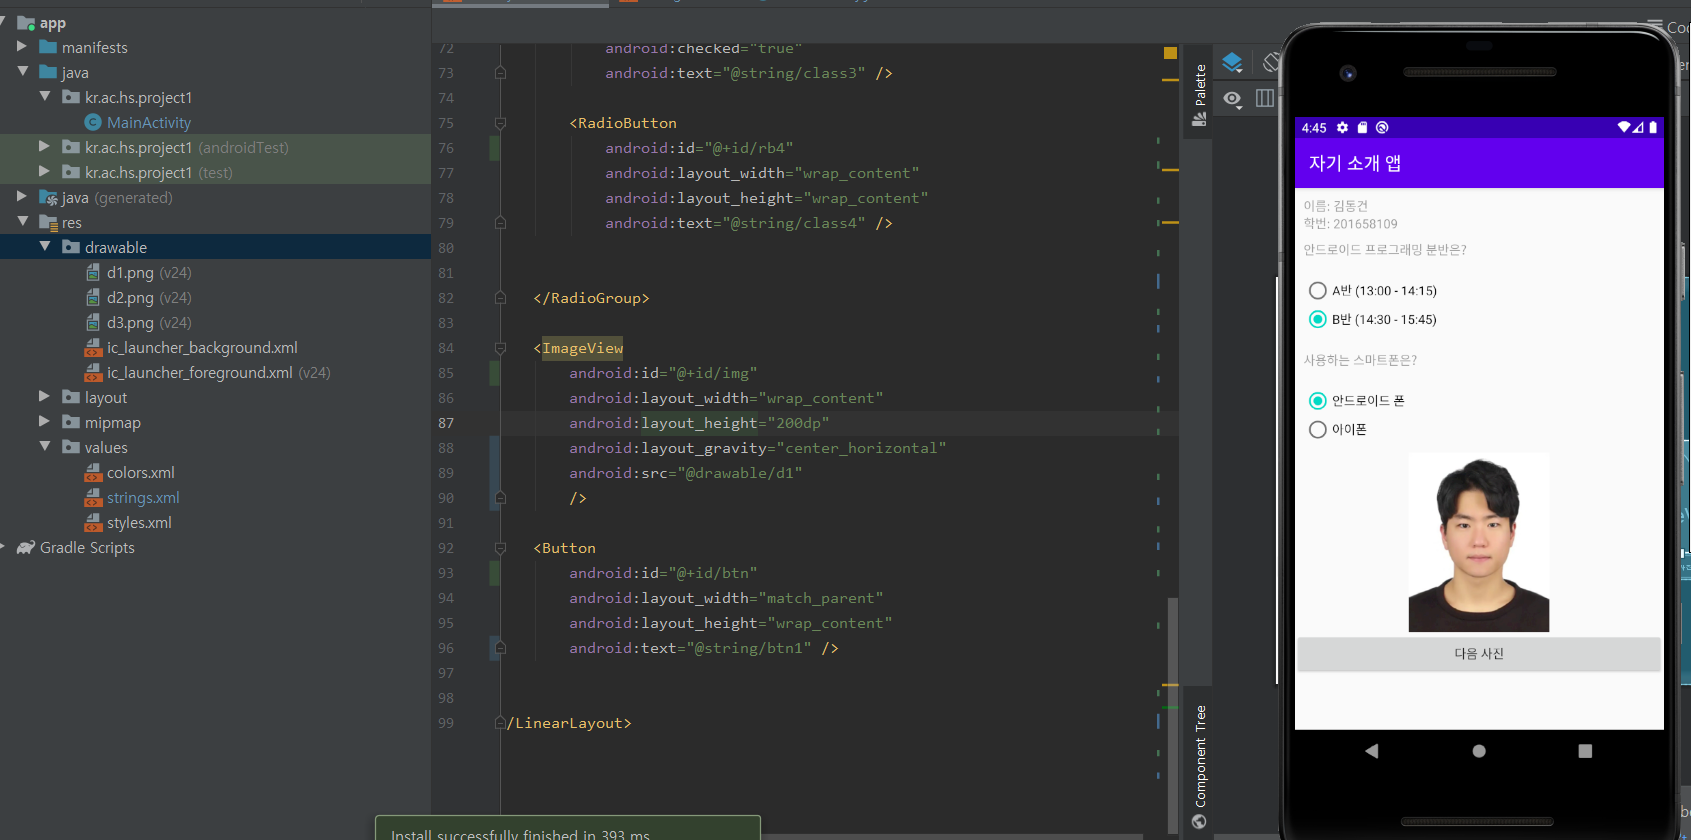 app
manifests
java
kr.ac.hs.project1
MainActivity
kr.ac.hs.project1 (androidTest)
kr.ac.hs.project1 (test)
java (generated)
res
drawable
d1.png (v24)
d2.png (v24)
d3.png (v24)
ic_launcher_background.xml
ic_launcher_foreground.xml (v24)
layout
mipmap
values
colors.xml
strings.xml
styles.xml
Gradle Scripts
72 android:checked="true"
73 android:text="@string/class3" />
74
75 <RadioButton
76 android:id="@+id/rb4"
77 android:layout_width="wrap_content"
78 android:layout_height="wrap_content"
79 android:text="@string/class4" />
80
81
82 </RadioGroup>
83
84 <ImageView
85 android:id="@+id/img"
86 android:layout_width="wrap_content"
87 android:layout_height="200dp"
88 android:layout_gravity="center_horizontal"
89 android:src="@drawable/d1"
90 />
91
92 <Button
93 android:id="@+id/btn"
94 android:layout_width="match_parent"
95 android:layout_height="wrap_content"
96 android:text="@string/btn1" />
97
98
99 /LinearLayout>
Install successfully finished in 393 ms.
Palette
Component Tree
4:45
자기 소개 앱
이름: 김동건
학번: 201658109
안드로이드 프로그래밍 분반은?
A반 (13:00 - 14:15)
B반 (14:30 - 15:45)
사용하는 스마트폰은?
안드로이드 폰
아이폰
다음 사진